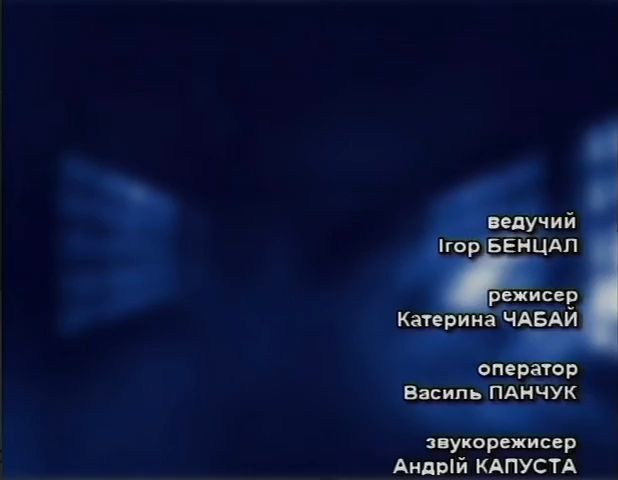 ведучий
Ігор БЕНЦАЛ
режисер
Катерина ЧАБАЙ
оператор
Василь ПАНЧУК
звукорежисер
Андрій КАПУСТА